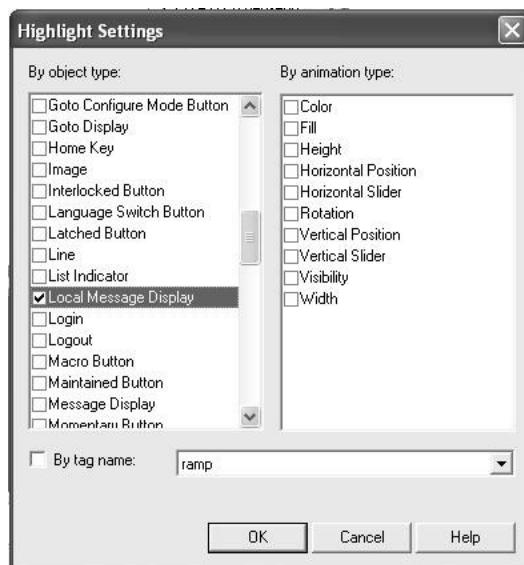 Highlight Settings
By object type:
Goto Configure Mode Button
Goto Display
Home Key
Image
Interlocked Button
Language Switch Button
Latched Button
Line
List Indicator
Local Message Display
Login
Logout
Macro Button
Maintained Button
Message Display
Momentary Button
By animation type:
Color
Fill
Height
Horizontal Position
Horizontal Slider
Rotation
Vertical Position
Vertical Slider
Visibility
Width
By tag name:
ramp
OK
Cancel
Help